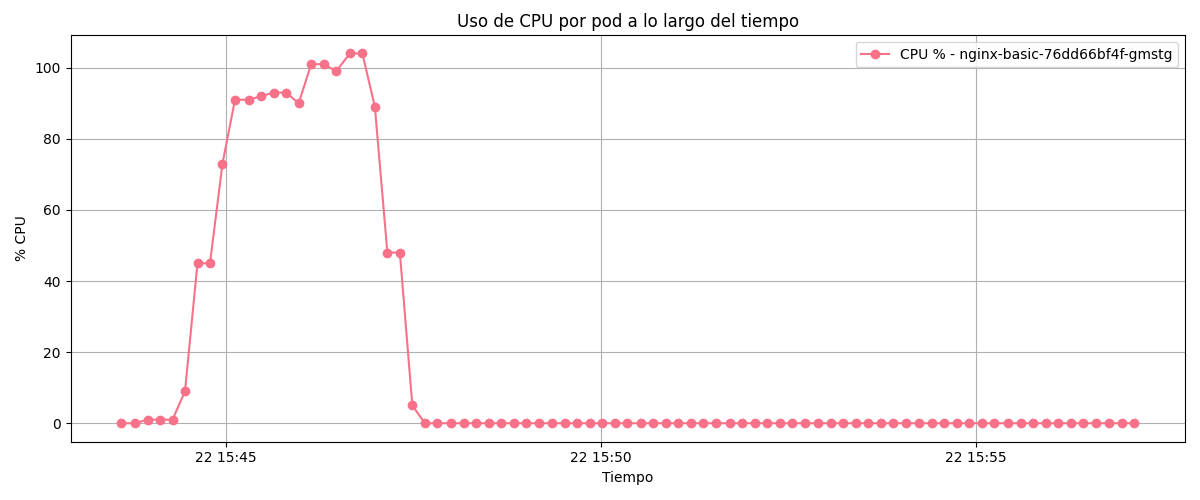 Uso de CPU por pod a lo largo del tiempo
CPU % - nginx-basic-76dd66bf4f-gmstg
% CPU
100
80
60
40
20
0
22 15:45
22 15:50
22 15:55
Tiempo